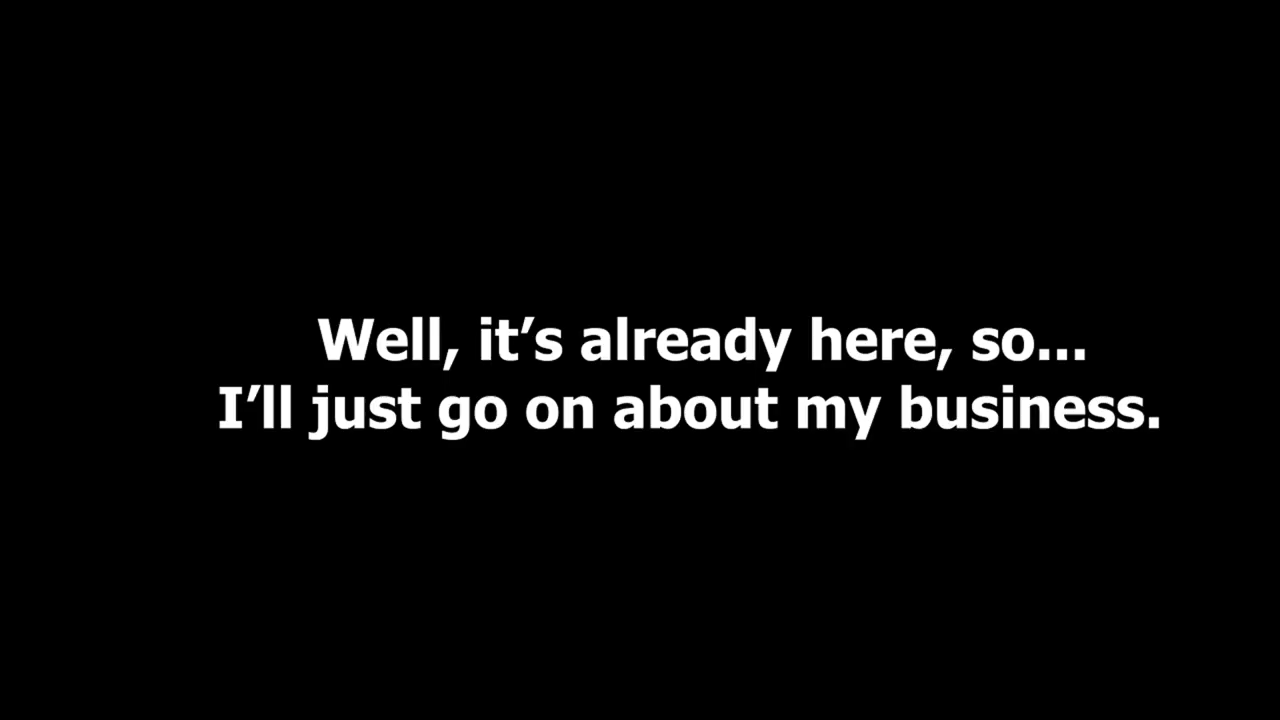 Well, it’s already here, so...
I’ll just go on about my business.